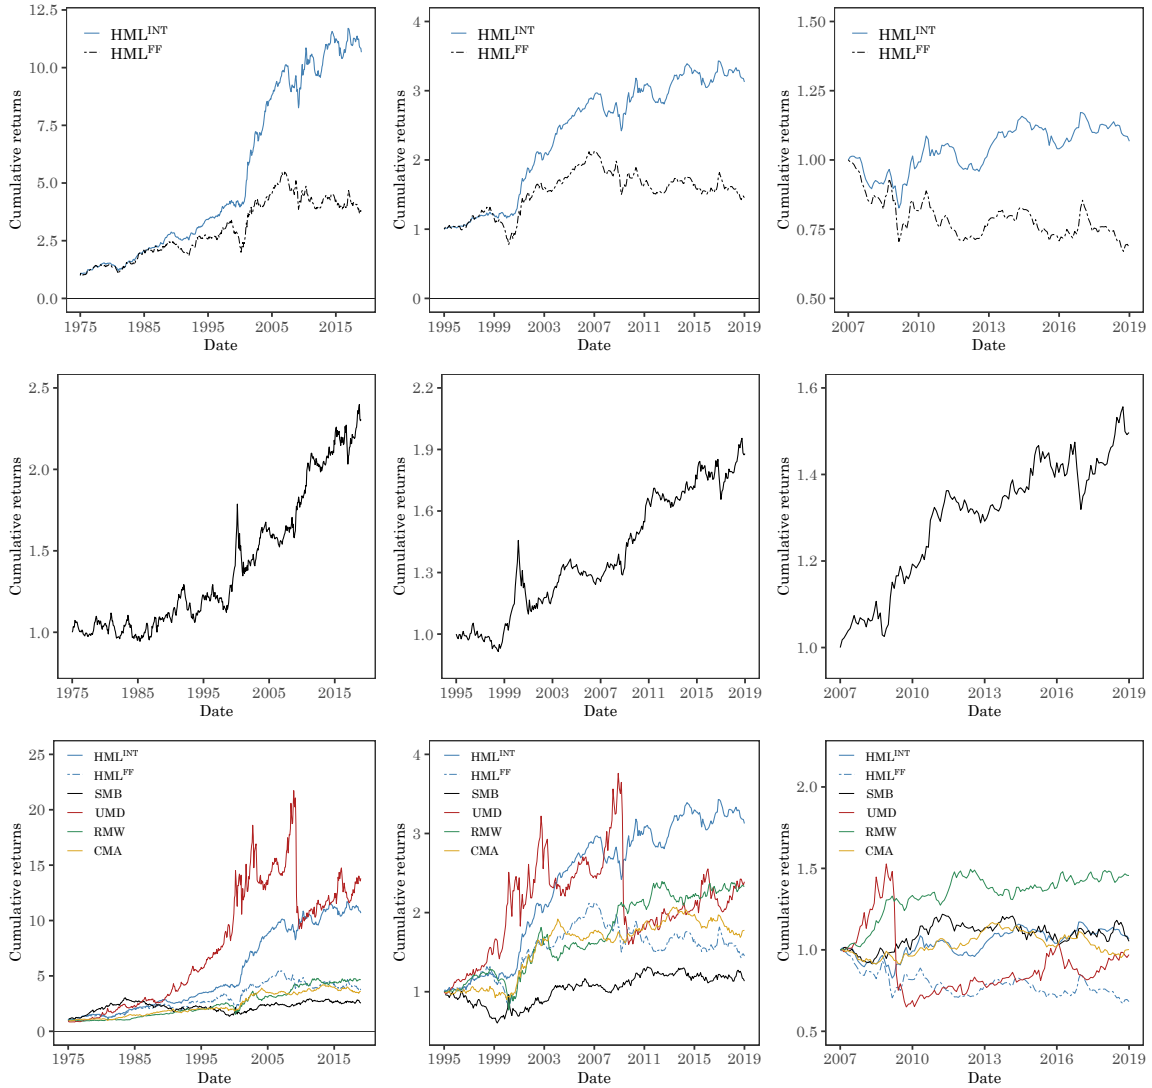 12.5
10.0
7.5
5.0
2.5
0.0
Cumulative returns
HML^INT
HML^FF
1975 1985 1995 2005 2015
Date
4
3
2
1
0
Cumulative returns
HML^INT
HML^FF
1995 1999 2003 2007 2011 2015 2019
Date
1.50
1.25
1.00
0.75
0.50
Cumulative returns
HML^INT
HML^FF
2007 2010 2013 2016 2019
Date
2.5
2.0
1.5
1.0
Cumulative returns
1975 1985 1995 2005 2015
Date
2.2
1.9
1.6
1.3
1.0
Cumulative returns
1995 1999 2003 2007 2011 2015 2019
Date
1.6
1.4
1.2
1.0
Cumulative returns
2007 2010 2013 2016 2019
Date
25
20
15
10
5
0
Cumulative returns
HML^INT
HML^FF
SMB
UMD
RMW
CMA
1975 1985 1995 2005 2015
Date
4
3
2
1
Cumulative returns
HML^INT
HML^FF
SMB
UMD
RMW
CMA
1995 1999 2003 2007 2011 2015 2019
Date
2.0
1.5
1.0
0.5
Cumulative returns
HML^INT
HML^FF
SMB
UMD
RMW
CMA
2007 2010 2013 2016 2019
Date